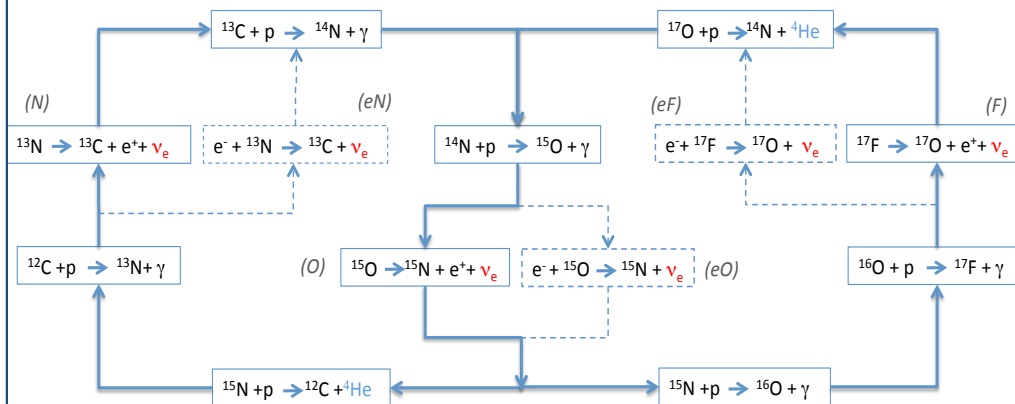 ¹³C + p → ¹⁴N + γ
¹⁷O +p → ¹⁴N + ⁴He
(N)
(eN)
(eF)
(F)
¹³N → ¹³C + e⁺+ νₑ
e⁻ + ¹³N → ¹³C + νₑ
¹⁴N +p → ¹⁵O + γ
e⁻+ ¹⁷F → ¹⁷O + νₑ
¹⁷F → ¹⁷O + e⁺+ νₑ
¹²C +p → ¹³N+ γ
(O)
¹⁵O →¹⁵N + e⁺+ νₑ
e⁻+ ¹⁵O → ¹⁵N + νₑ
(eO)
¹⁶O + p → ¹⁷F + γ
¹⁵N +p →¹²C +⁴He
¹⁵N +p → ¹⁶O + γ